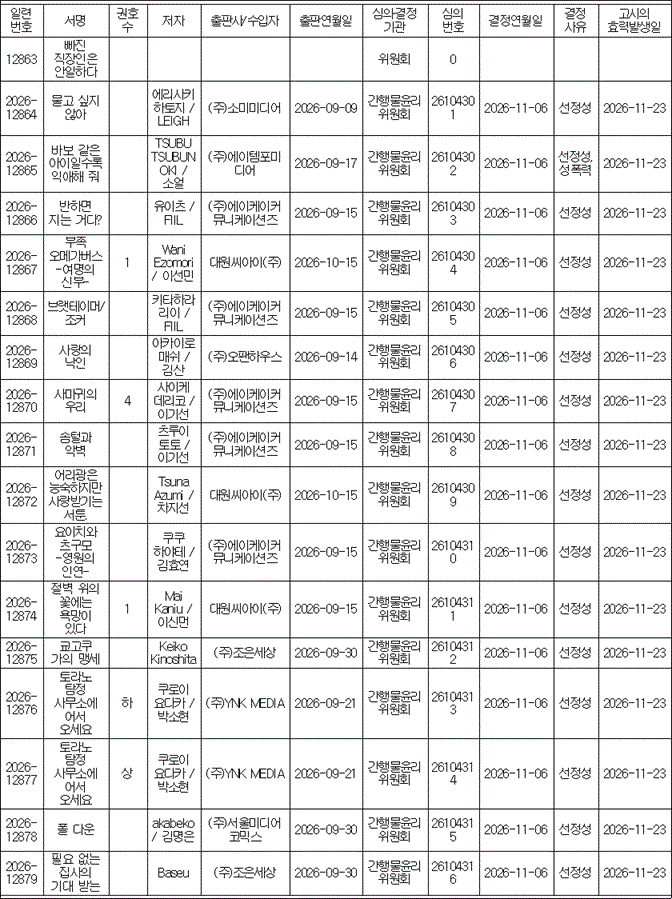 일련번호 서명 권호수 저자 출판사/수입자 출판연월일 심의결정기관 심의번호 결정연월일 결정사유 고시의 효력발생일
12863 빠진 직장인은 안일하다 위원회 0
2026-12864 물고 싶지 않아 에리사키 하토지 / LEIGH (주)소미미디어 2026-09-09 간행물윤리위원회 26104301 2026-11-06 선정성 2026-11-23
2026-12865 바보 같은 아이일수록 익애해 줘 TSUBU TSUBUNOKI / 소얼 (주)에이템포미디어 2026-09-17 간행물윤리위원회 26104302 2026-11-06 선정성, 성폭력 2026-11-23
2026-12866 반하면 지는 거다? 유이츠 / FIIL (주)에이케이커뮤니케이션즈 2026-09-15 간행물윤리위원회 26104303 2026-11-06 선정성 2026-11-23
2026-12867 부족 오메가버스 -여명의 신부- 1 Wani Ezomori / 이선민 대원씨아이(주) 2026-10-15 간행물윤리위원회 26104304 2026-11-06 선정성 2026-11-23
2026-12868 브랫테이머/조커 키타하라 리이 / FIIL (주)에이케이커뮤니케이션즈 2026-09-15 간행물윤리위원회 26104305 2026-11-06 선정성 2026-11-23
2026-12869 사랑의 낙인 아카이로 매쉬 / 김산 (주)오판하우스 2026-09-14 간행물윤리위원회 26104306 2026-11-06 선정성 2026-11-23
2026-12870 사마귀의 우리 4 사이케 데리코 / 이기선 (주)에이케이커뮤니케이션즈 2026-09-15 간행물윤리위원회 26104307 2026-11-06 선정성 2026-11-23
2026-12871 솜털과 악벽 츠루이 토토 / 이기선 (주)에이케이커뮤니케이션즈 2026-09-15 간행물윤리위원회 26104308 2026-11-06 선정성 2026-11-23
2026-12872 어리광은 능숙하지만 사랑받기는 서툰 Tsuna Azumi / 차지선 대원씨아이(주) 2026-10-15 간행물윤리위원회 26104309 2026-11-06 선정성 2026-11-23
2026-12873 요이치와 츠구모 -영원의 인연- 쿠쿠 하야테 / 김효연 (주)에이케이커뮤니케이션즈 2026-09-15 간행물윤리위원회 26104310 2026-11-06 선정성 2026-11-23
2026-12874 절벽 위의 꽃에는 욕망이 있다 1 Mai Kaniu / 대원씨아이(주) 2026-09-15 간행물윤리위원회 26104311 2026-11-06 선정성 2026-11-23
2026-12875 쿄고쿠 가의 맹세 Keiko Kinoshita (주)조은세상 2026-09-30 간행물윤리위원회 26104312 2026-11-06 선정성 2026-11-23
2026-12876 토라노 탐정 사무소에 어서 오세요 하 쿠로이 요다카 / 박소현 (주)YNK MEDIA 2026-09-21 간행물윤리위원회 26104313 2026-11-06 선정성 2026-11-23
2026-12877 토라노 탐정 사무소에 어서 오세요 상 쿠로이 요다카 / 박소현 (주)YNK MEDIA 2026-09-21 간행물윤리위원회 26104314 2026-11-06 선정성 2026-11-23
2026-12878 폴 다운 akabeko / 김명은 (주)서울미디어코믹스 2026-09-30 간행물윤리위원회 26104315 2026-11-06 선정성 2026-11-23
2026-12879 필요 없는 집사의 기대 받는 Baseu (주)조은세상 2026-09-30 간행물윤리위원회 26104316 2026-11-06 선정성 2026-11-23